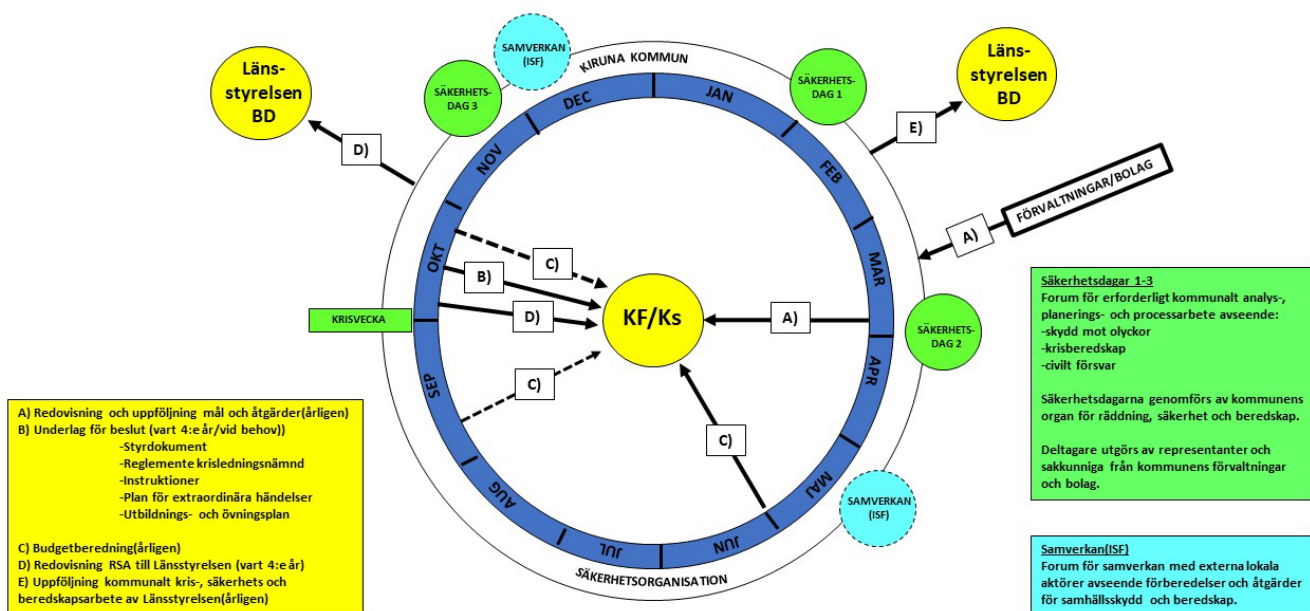 Läns-
styrelsen
BD
SÄKERHETS-
DAG 3
SAMVERKAN
(ISF)
KIRUNA KOMMUN
SÄKERHETS-
DAG 1
Läns-
styrelsen
BD
D)
E)
FÖRVALTNINGAR/BOLAG
A)
JAN
FEB
MAR
APR
MAJ
JUN
JUL
AUG
SEP
OKT
NOV
DEC
C)
B)
D)
C)
KF/Ks
A)
C)
KRISVECKA
SÄKERHETS-
DAG 2
SAMVERKAN
(ISF)
SÄKERHETSORGANISATION
A) Redovisning och uppföljning mål och åtgärder(årligen)
B) Underlag för beslut (vart 4:e år/vid behov))
-Styrdokument
-Reglemente krisledningsnämnd
-Instruktioner
-Plan för extraordinära händelser
-Utbildnings- och övningsplan
C) Budgetberedning(årligen)
D) Redovisning RSA till Länsstyrelsen (vart 4:e år)
E) Uppföljning kommunalt kris-, säkerhets och
beredskapsarbete av Länsstyrelsen(årligen)
Säkerhetsdagar 1-3
Forum för erforderligt kommunalt analys-,
planerings- och processarbete avseende:
-skydd mot olyckor
-krisberedskap
-civilt försvar
Säkerhetsdagarna genomförs av kommunens
organ för räddning, säkerhet och beredskap.
Deltagare utgörs av representanter och
sakkunniga från kommunens förvaltningar
och bolag.
Samverkan(ISF)
Forum för samverkan med externa lokala
aktörer avseende förberedelser och åtgärder
för samhällsskydd och beredskap.